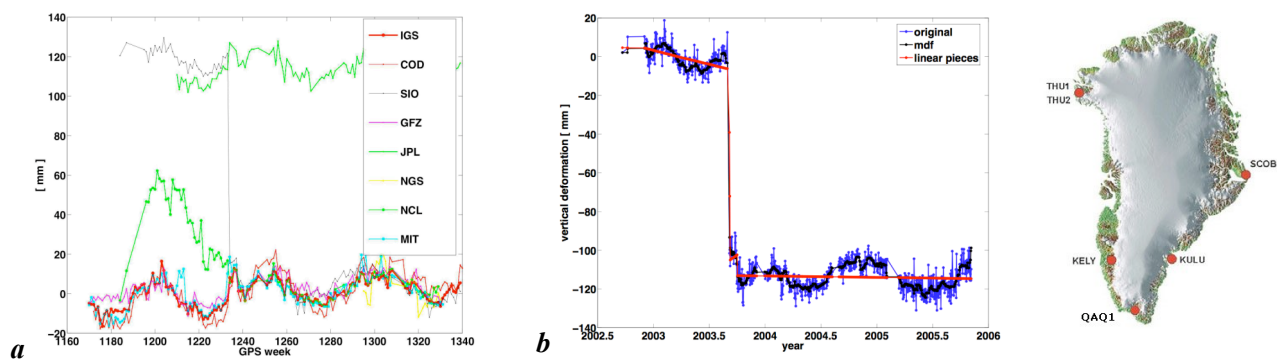 140
120
100
80
60
40
20
0
−20
[ mm ]
1160
1180
1200
1220
1240
1260
1280
1300
1320
1340
GPS week
IGS
COD
SIO
GFZ
JPL
NGS
NCL
MIT
a
20
0
−20
−40
−60
−80
−100
−120
−140
vertical deformation [ mm ]
2002.5
2003
2003.5
2004
2004.5
2005
2005.5
2006
year
original
mdf
linear pieces
b
THU1
THU2
SCOB
KELY
KULU
QAQ1